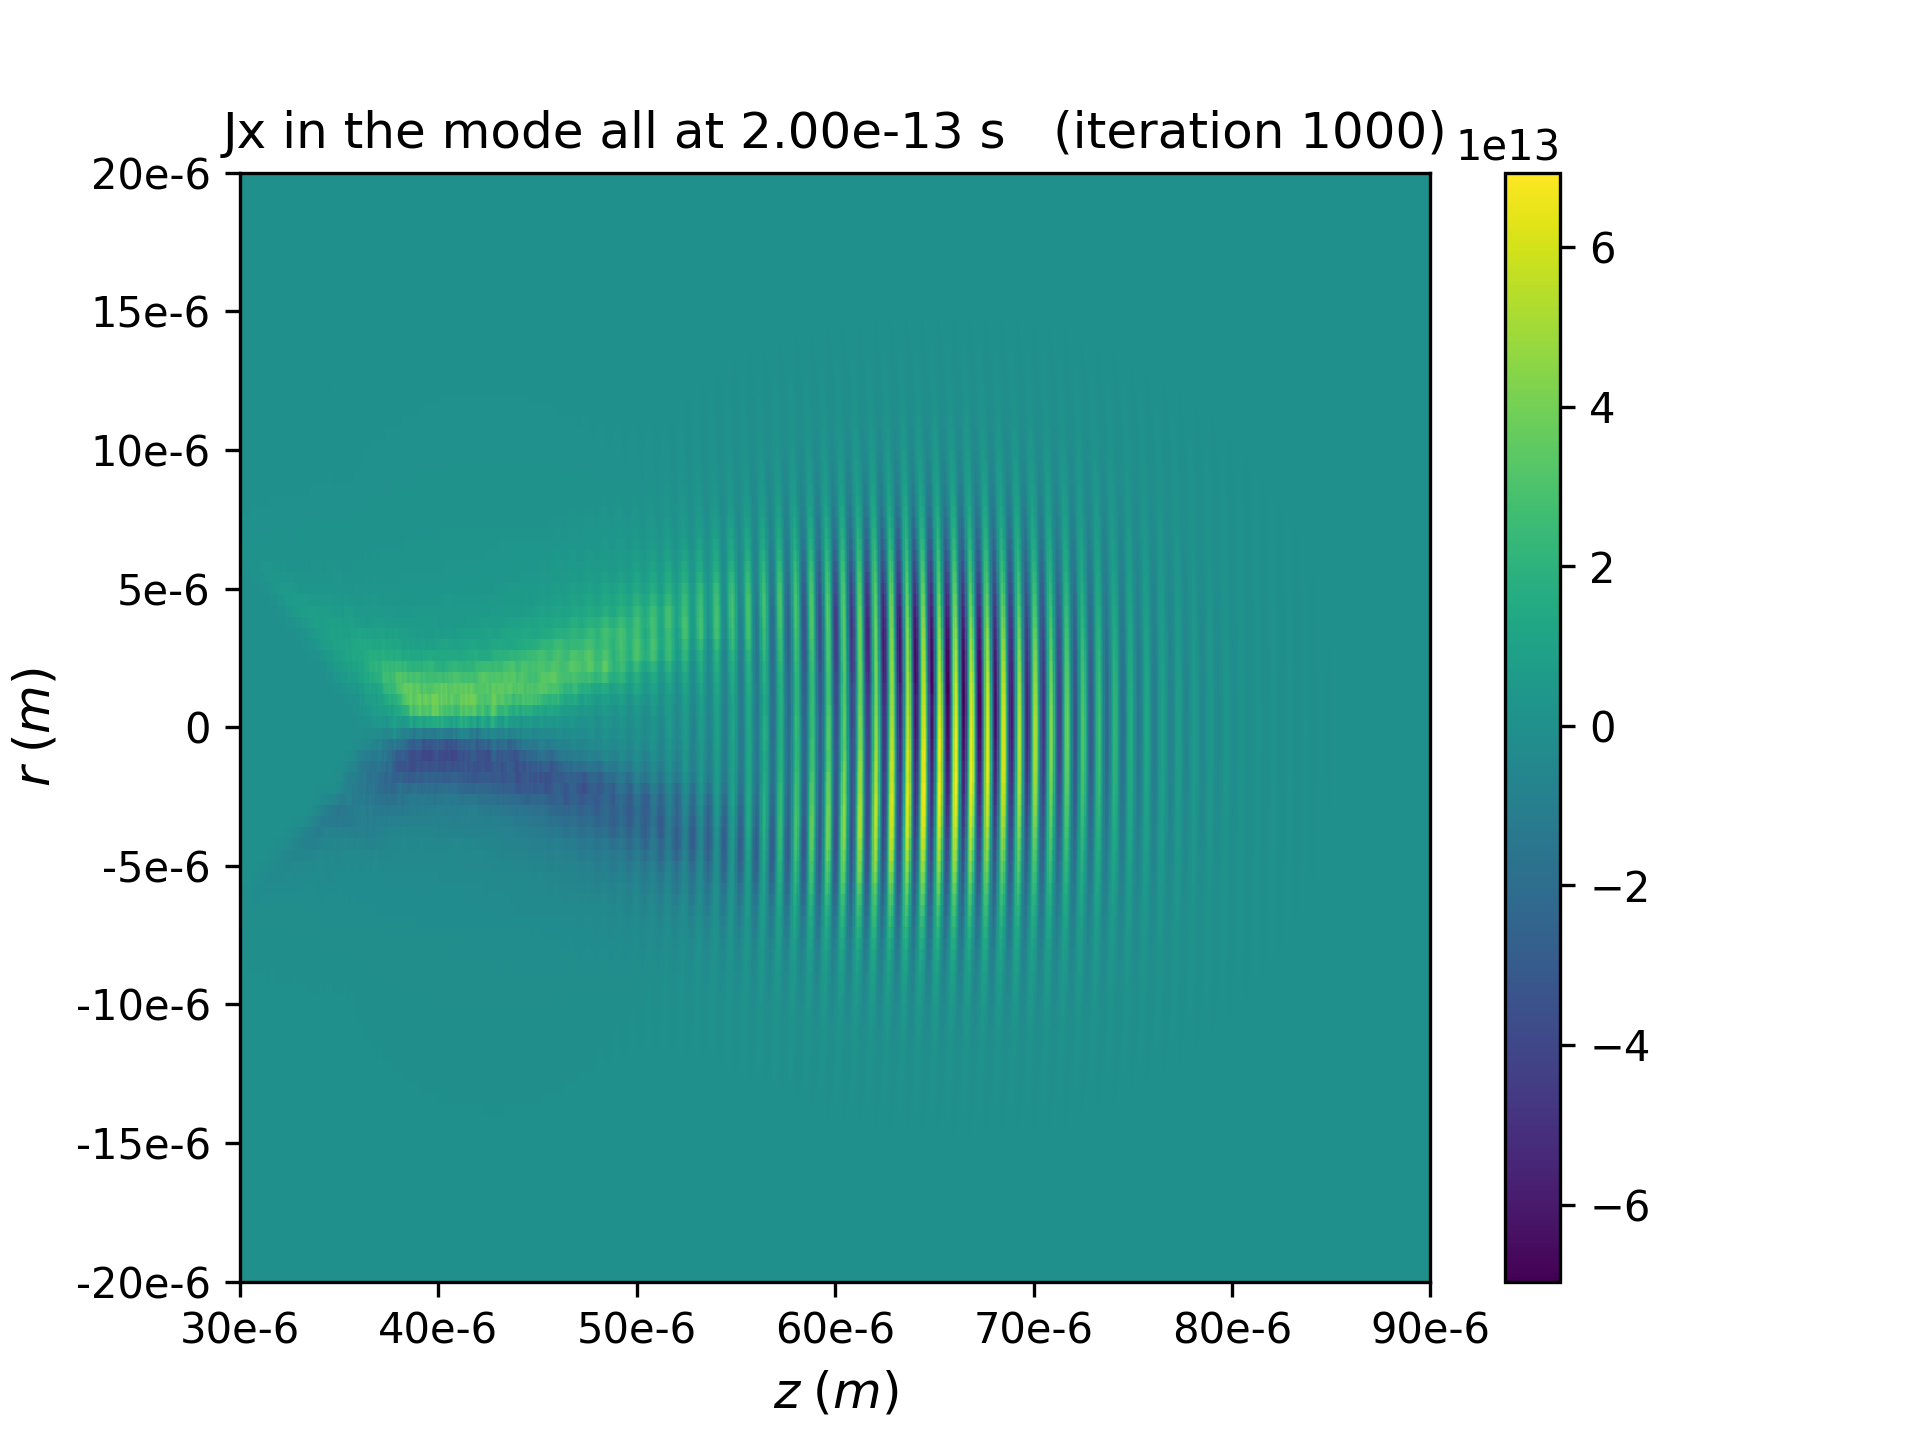 Jx in the mode all at 2.00e-13 s (iteration 1000)
1e13
20e-6
15e-6
10e-6
5e-6
0
-5e-6
-10e-6
-15e-6
-20e-6
r (m)
30e-6 40e-6 50e-6 60e-6 70e-6 80e-6 90e-6
z (m)
6
4
2
0
−2
−4
−6